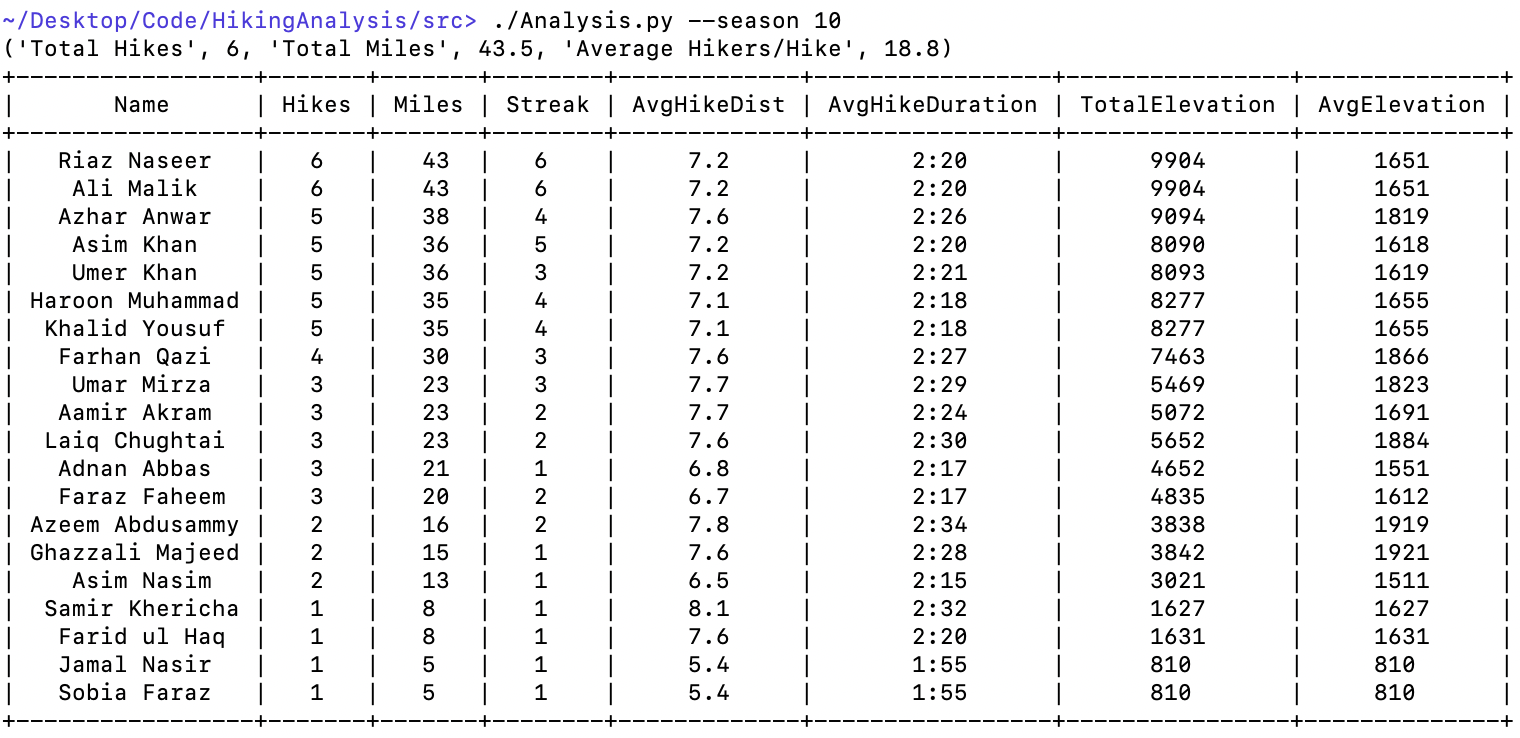 ~/Desktop/Code/HikingAnalysis/src> ./Analysis.py --season 10
('Total Hikes', 6, 'Total Miles', 43.5, 'Average Hikers/Hike', 18.8)
+-----------------+-------+-------+--------+-------------+-----------------+----------------+--------------+
| Name | Hikes | Miles | Streak | AvgHikeDist | AvgHikeDuration | TotalElevation | AvgElevation |
+-----------------+-------+-------+--------+-------------+-----------------+----------------+--------------+
| Riaz Naseer | 6 | 43 | 6 | 7.2 | 2:20 | 9904 | 1651 |
| Ali Malik | 6 | 43 | 6 | 7.2 | 2:20 | 9904 | 1651 |
| Azhar Anwar | 5 | 38 | 4 | 7.6 | 2:26 | 9094 | 1819 |
| Asim Khan | 5 | 36 | 5 | 7.2 | 2:20 | 8090 | 1618 |
| Umer Khan | 5 | 36 | 3 | 7.2 | 2:21 | 8093 | 1619 |
| Haroon Muhammad | 5 | 35 | 4 | 7.1 | 2:18 | 8277 | 1655 |
| Khalid Yousuf | 5 | 35 | 4 | 7.1 | 2:18 | 8277 | 1655 |
| Farhan Qazi | 4 | 30 | 3 | 7.6 | 2:27 | 7463 | 1866 |
| Umar Mirza | 3 | 23 | 3 | 7.7 | 2:29 | 5469 | 1823 |
| Aamir Akram | 3 | 23 | 2 | 7.7 | 2:24 | 5072 | 1691 |
| Laiq Chughtai | 3 | 23 | 2 | 7.6 | 2:30 | 5652 | 1884 |
| Adnan Abbas | 3 | 21 | 1 | 6.8 | 2:17 | 4652 | 1551 |
| Faraz Faheem | 3 | 20 | 2 | 6.7 | 2:17 | 4835 | 1612 |
| Azeem Abdusammy | 2 | 16 | 2 | 7.8 | 2:34 | 3838 | 1919 |
| Ghazzali Majeed | 2 | 15 | 1 | 7.6 | 2:28 | 3842 | 1921 |
| Asim Nasim | 2 | 13 | 1 | 6.5 | 2:15 | 3021 | 1511 |
| Samir Khericha | 1 | 8 | 1 | 8.1 | 2:32 | 1627 | 1627 |
| Farid ul Haq | 1 | 8 | 1 | 7.6 | 2:20 | 1631 | 1631 |
| Jamal Nasir | 1 | 5 | 1 | 5.4 | 1:55 | 810 | 810 |
| Sobia Faraz | 1 | 5 | 1 | 5.4 | 1:55 | 810 | 810 |
+-----------------+-------+-------+--------+-------------+-----------------+----------------+--------------+